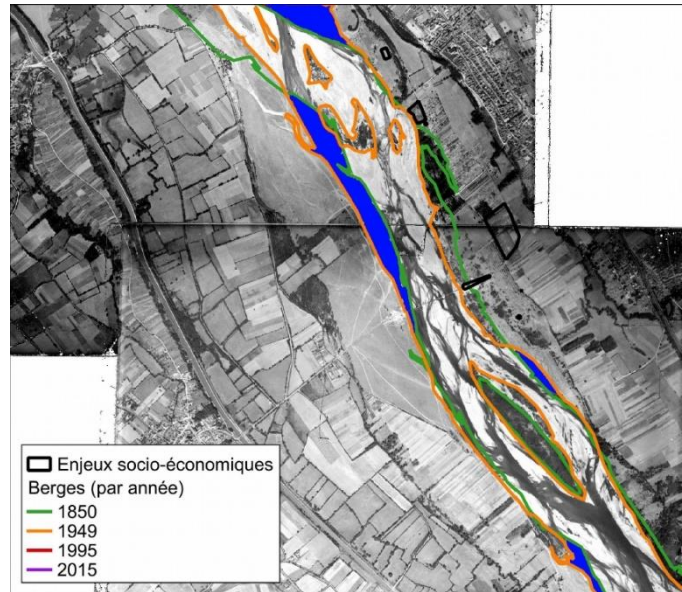 Enjeux socio-économiques
Berges (par année)
1850
1949
1995
2015